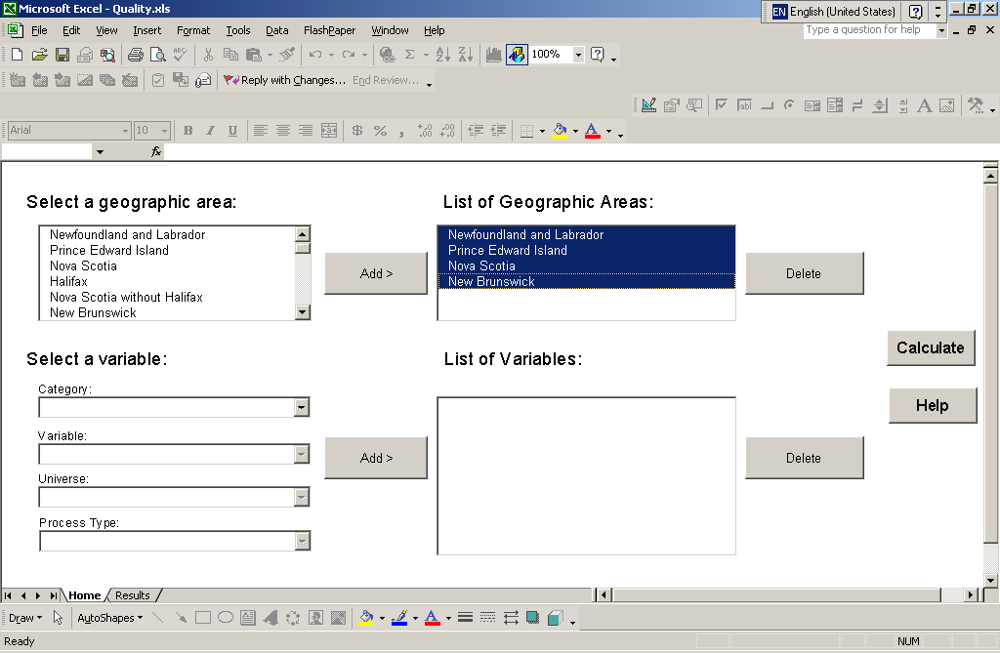 Microsoft Excel - Quality.xls
EN English (United States)
File Edit View Insert Format Tools Data FlashPaper Window Help
Type a question for help
100%
Reply with Changes... End Review...
ab|
Arial 10 B I U $ % ,
fx
Select a geographic area:
List of Geographic Areas:
Newfoundland and Labrador
Prince Edward Island
Nova Scotia
Halifax
Nova Scotia without Halifax
New Brunswick
Add >
Newfoundland and Labrador
Prince Edward Island
Nova Scotia
New Brunswick
Delete
Calculate
Help
Select a variable:
List of Variables:
Category:
Variable:
Universe:
Process Type:
Add >
Delete
Home Results
Draw AutoShapes
Ready
NUM